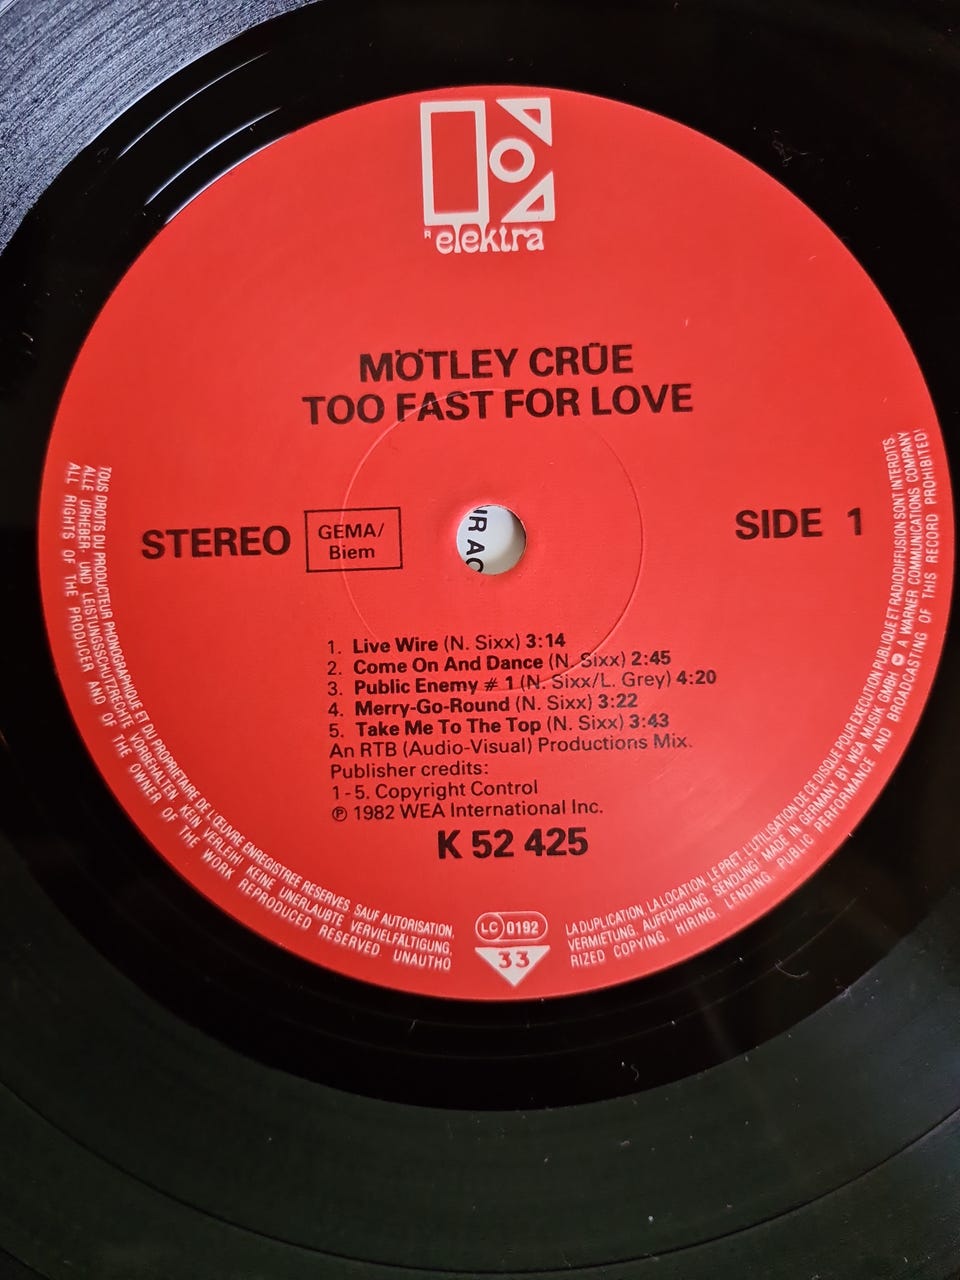 R elektra
MÖTLEY CRÜE
TOO FAST FOR LOVE
STEREO
GEMA/
Biem
SIDE 1
UR AC
1. Live Wire (N. Sixx) 3:14
2. Come On And Dance (N. Sixx) 2:45
3. Public Enemy # 1 (N. Sixx/L. Grey) 4:20
4. Merry-Go-Round (N. Sixx) 3:22
5. Take Me To The Top (N. Sixx) 3:43
An RTB (Audio-Visual) Productions Mix.
Publisher credits:
1-5. Copyright Control
℗ 1982 WEA International Inc.
K 52 425
LC 0192
33
TOUS DROITS DU PRODUCTEUR PHONOGRAPHIQUE ET DU PROPRIETAIRE DE L'ŒUVRE ENREGISTREE RESERVES. SAUF AUTORISATION, LA DUPLICATION, LA LOCATION, LE PRET, L'UTILISATION DE CE DISQUE POUR EXECUTION PUBLIQUE ET RADIODIFFUSION SONT INTERDITS.
ALLE URHEBER- UND LEISTUNGSSCHUTZRECHTE VORBEHALTEN. KEIN VERLEIH! KEINE UNERLAUBTE VERVIELFÄLTIGUNG, VERMIETUNG, AUFFÜHRUNG, SENDUNG! MADE IN GERMANY BY WEA MUSIK GMBH A WARNER COMMUNICATIONS COMPANY
ALL RIGHTS OF THE PRODUCER AND OF THE OWNER OF THE WORK REPRODUCED RESERVED. UNAUTHORIZED COPYING, HIRING, LENDING, PUBLIC PERFORMANCE AND BROADCASTING OF THIS RECORD PROHIBITED!